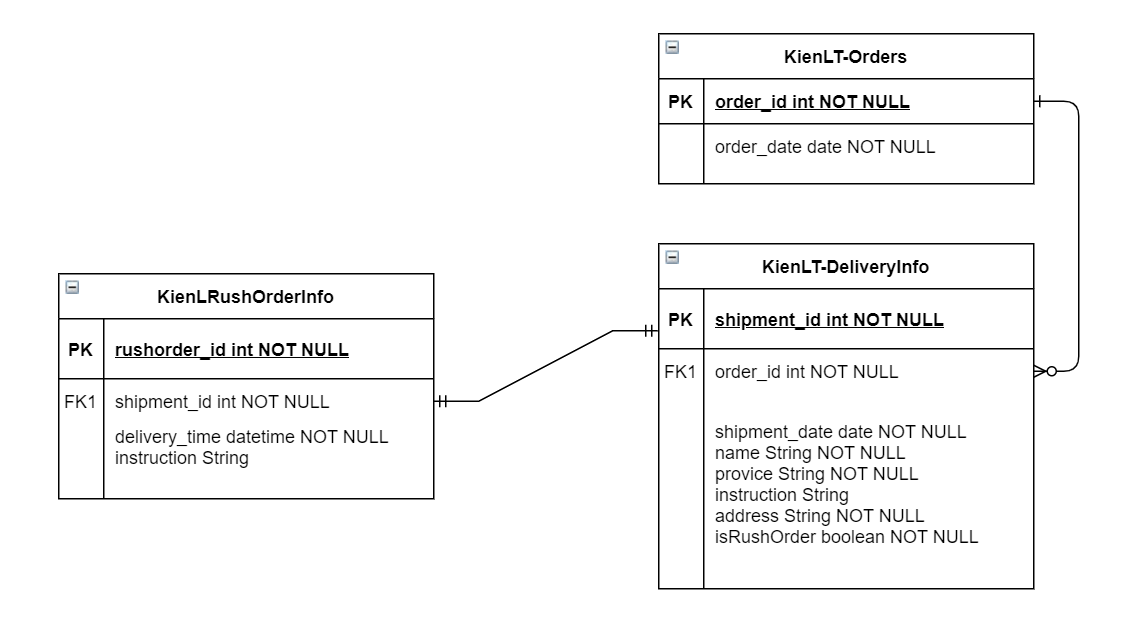 KienLT-Orders
PK order_id int NOT NULL
order_date date NOT NULL
KienLT-DeliveryInfo
PK shipment_id int NOT NULL
FK1 order_id int NOT NULL
shipment_date date NOT NULL
name String NOT NULL
provice String NOT NULL
instruction String
address String NOT NULL
isRushOrder boolean NOT NULL
KienLRushOrderInfo
PK rushorder_id int NOT NULL
FK1 shipment_id int NOT NULL
delivery_time datetime NOT NULL
instruction String